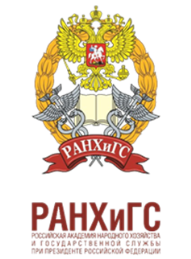 РАНХиГС
РАНХиГС
РОССИЙСКАЯ АКАДЕМИЯ НАРОДНОГО ХОЗЯЙСТВА
И ГОСУДАРСТВЕННОЙ СЛУЖБЫ
ПРИ ПРЕЗИДЕНТЕ РОССИЙСКОЙ ФЕДЕРАЦИИ